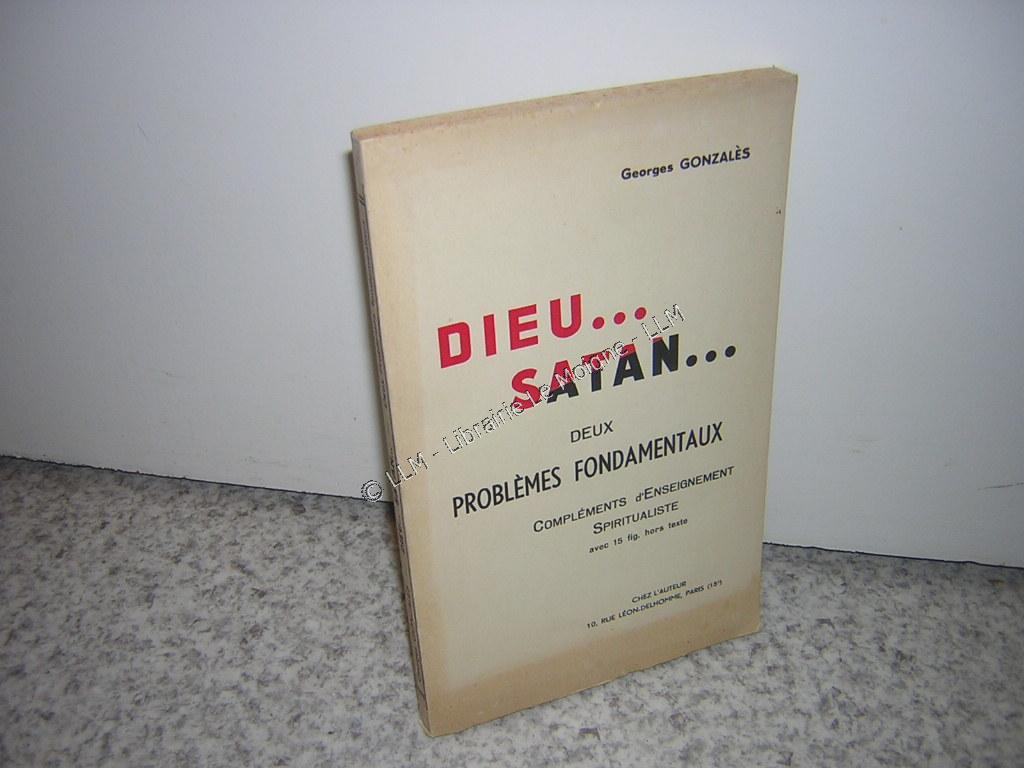 Georges GONZALÈS
DIEU...
SATAN...
DEUX
PROBLÈMES FONDAMENTAUX
COMPLÉMENTS d'ENSEIGNEMENT
SPIRITUALISTE
avec 15 fig. hors texte
CHEZ L'AUTEUR
10, RUE LÉON-DELHOMME, PARIS (15ᵉ)
© LLM - Librairie Le Moione - LLM